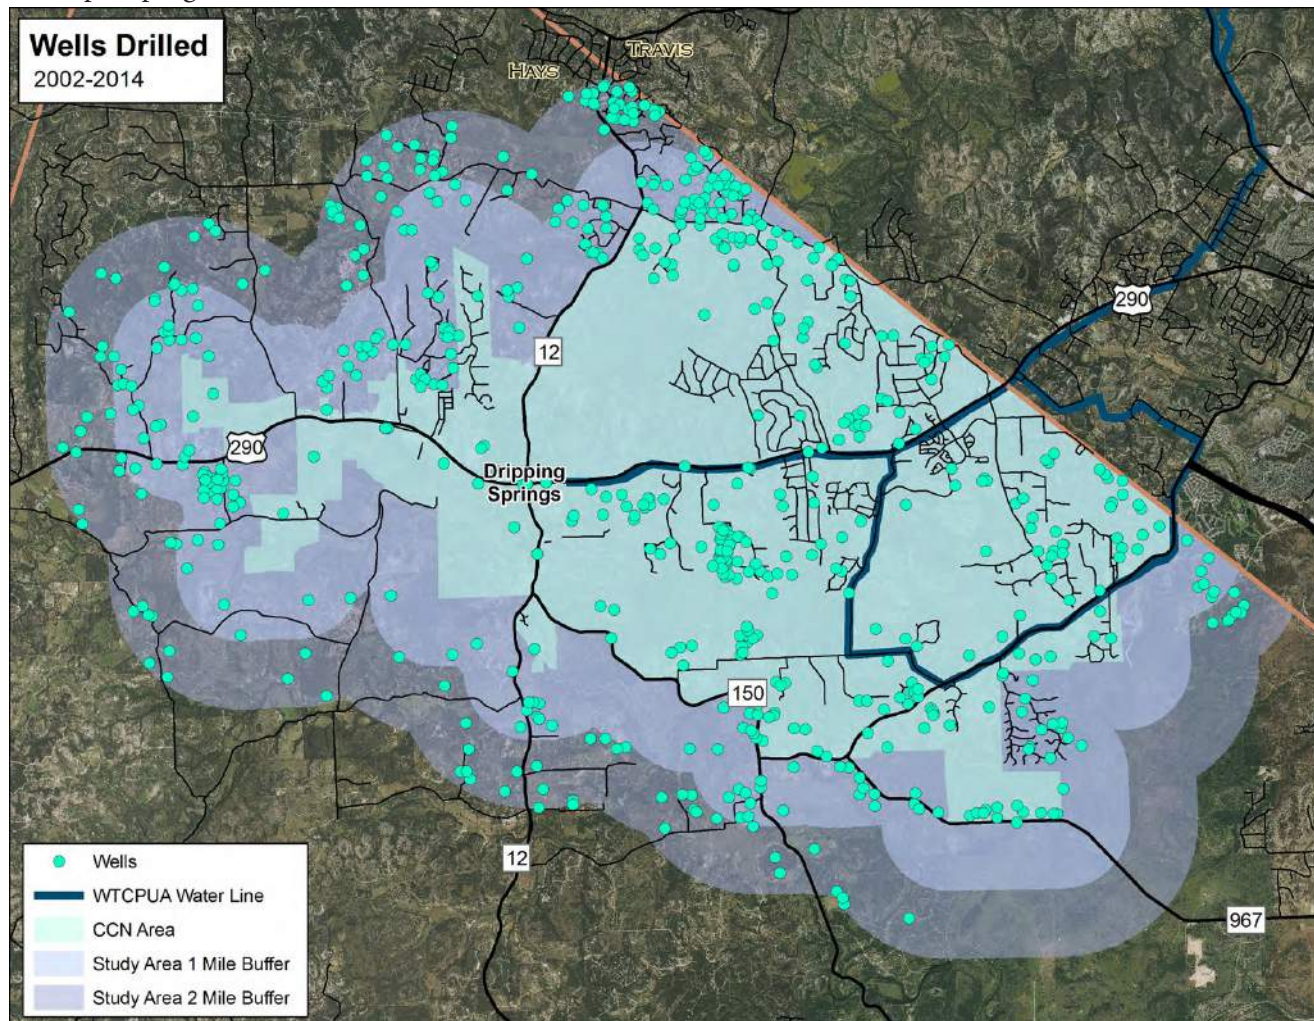 Wells Drilled
2002-2014
TRAVIS
HAYS
290
12
290
Dripping
Springs
150
12
967
Wells
WTCPUA Water Line
CCN Area
Study Area 1 Mile Buffer
Study Area 2 Mile Buffer